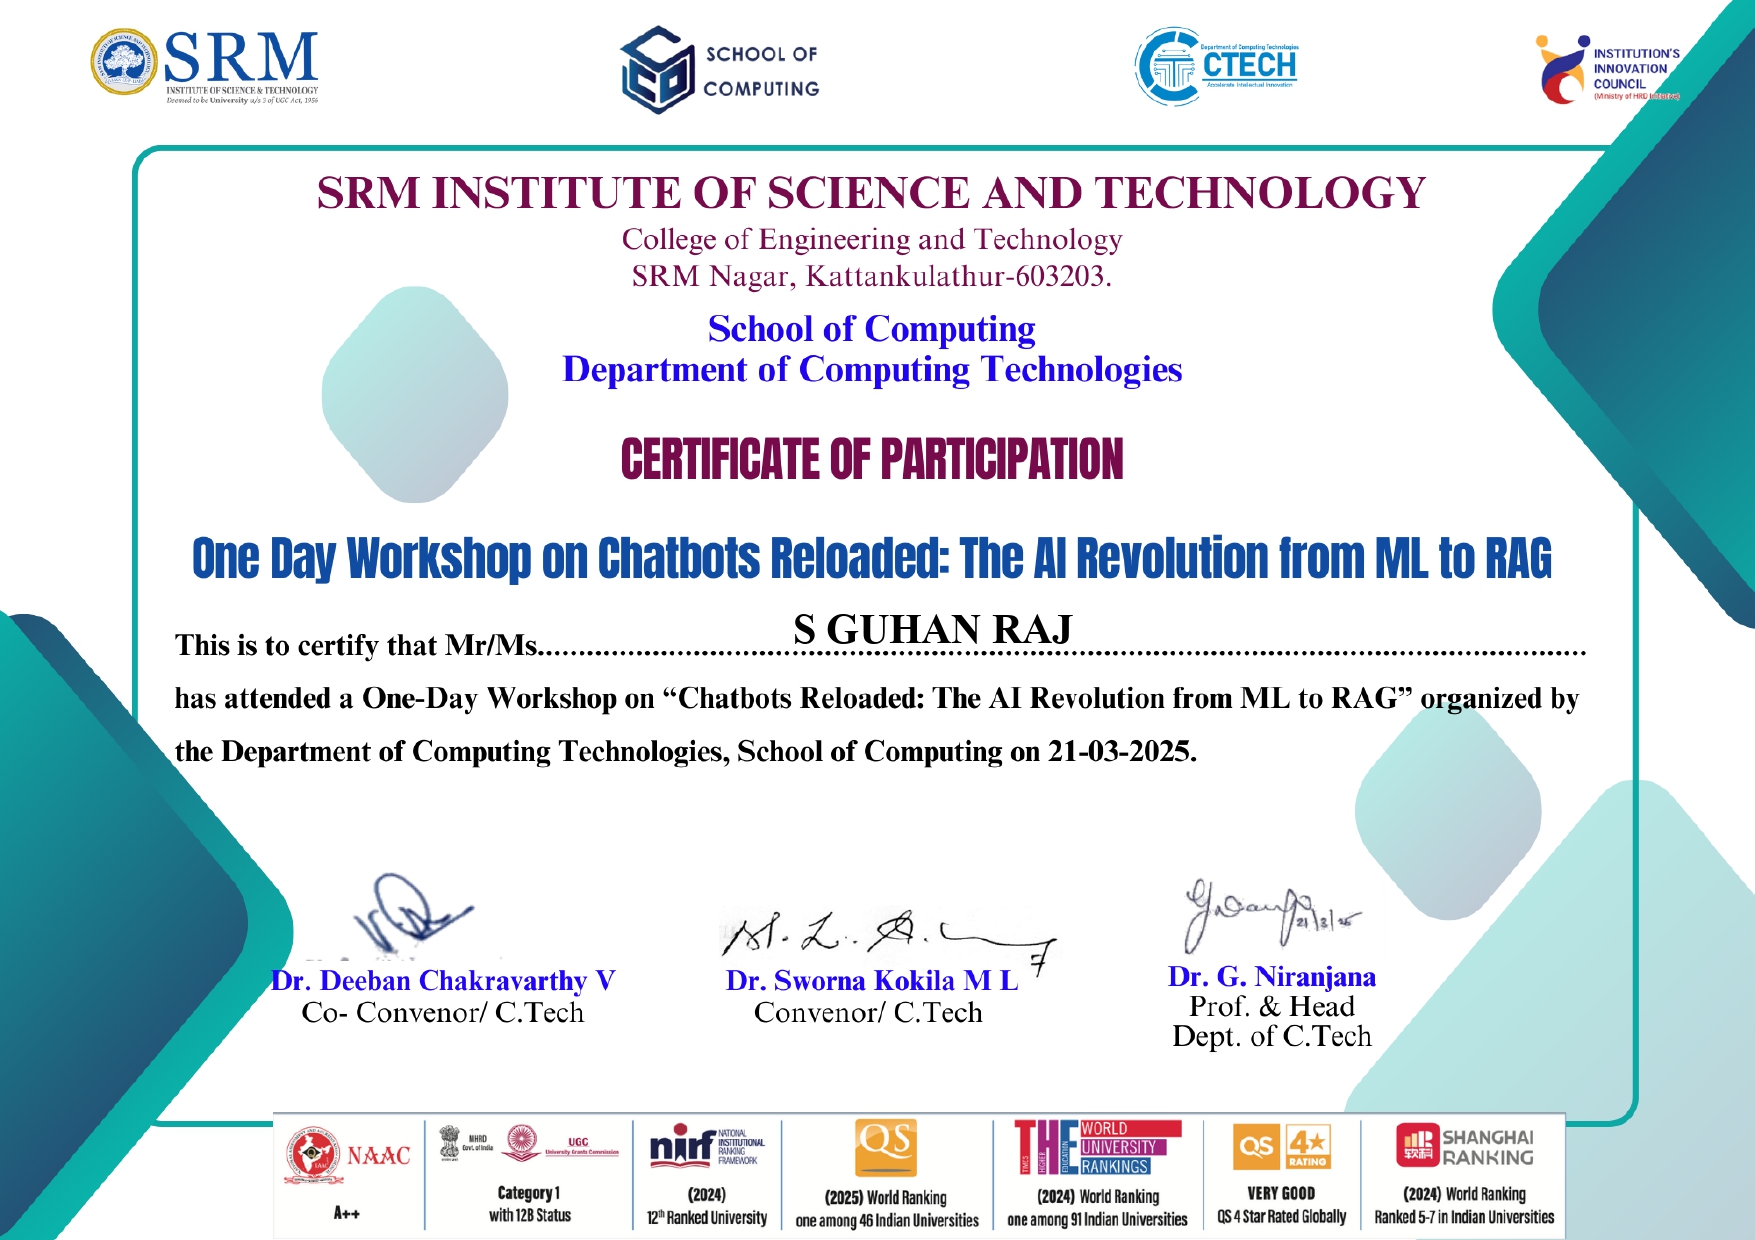 SRM
INSTITUTE OF SCIENCE & TECHNOLOGY
Deemed to be University u/s 3 of UGC Act, 1956
SCHOOL OF
COMPUTING
Department of Computing Technologies
CTECH
Accelerate Intellectual Innovation
INSTITUTION'S
INNOVATION
COUNCIL
(Ministry of HRD Initiative)
SRM INSTITUTE OF SCIENCE AND TECHNOLOGY
College of Engineering and Technology
SRM Nagar, Kattankulathur-603203.
School of Computing
Department of Computing Technologies
CERTIFICATE OF PARTICIPATION
One Day Workshop on Chatbots Reloaded: The AI Revolution from ML to RAG
This is to certify that Mr/Ms. S GUHAN RAJ
has attended a One-Day Workshop on “Chatbots Reloaded: The AI Revolution from ML to RAG” organized by
the Department of Computing Technologies, School of Computing on 21-03-2025.
M. L. S.
21/3/25
Dr. Deeban Chakravarthy V
Co- Convenor/ C.Tech
Dr. Sworna Kokila M L
Convenor/ C.Tech
Dr. G. Niranjana
Prof. & Head
Dept. of C.Tech
NAAC
A++
MHRD
Govt. of India
UGC
University Grants Commission
Category 1
with 12B Status
nirf
NATIONAL
INSTITUTIONAL
RANKING
FRAMEWORK
(2024)
12th Ranked University
QS
(2025) World Ranking
one among 46 Indian Universities
TIMES HIGHER EDUCATION
THE
WORLD
UNIVERSITY
RANKINGS
(2024) World Ranking
one among 91 Indian Universities
QS
4★
RATING
VERY GOOD
QS 4 Star Rated Globally
软科
SHANGHAI
RANKING
(2024) World Ranking
Ranked 5-7 in Indian Universities